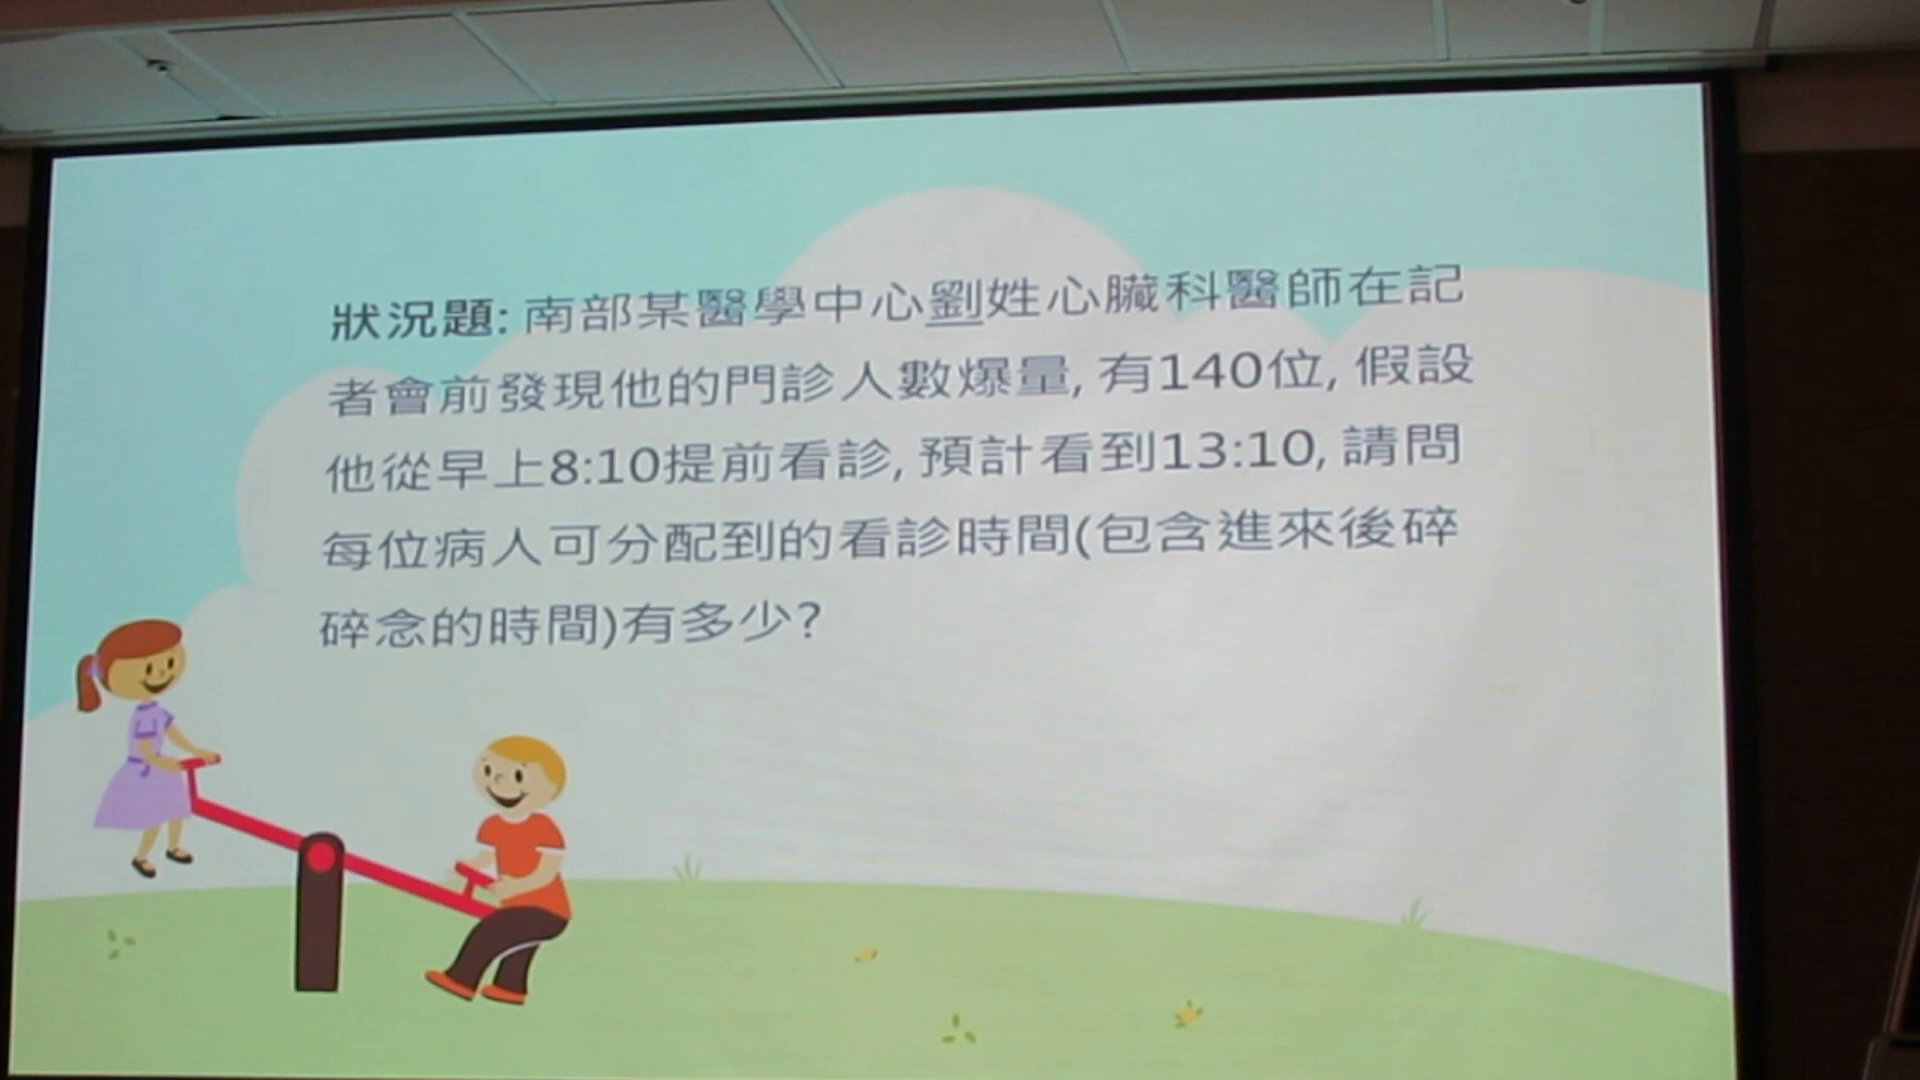 狀況題: 南部某醫學中心劉姓心臟科醫師在記
者會前發現他的門診人數爆量, 有140位, 假設
他從早上8:10提前看診, 預計看到13:10, 請問
每位病人可分配到的看診時間(包含進來後碎
碎念的時間)有多少?